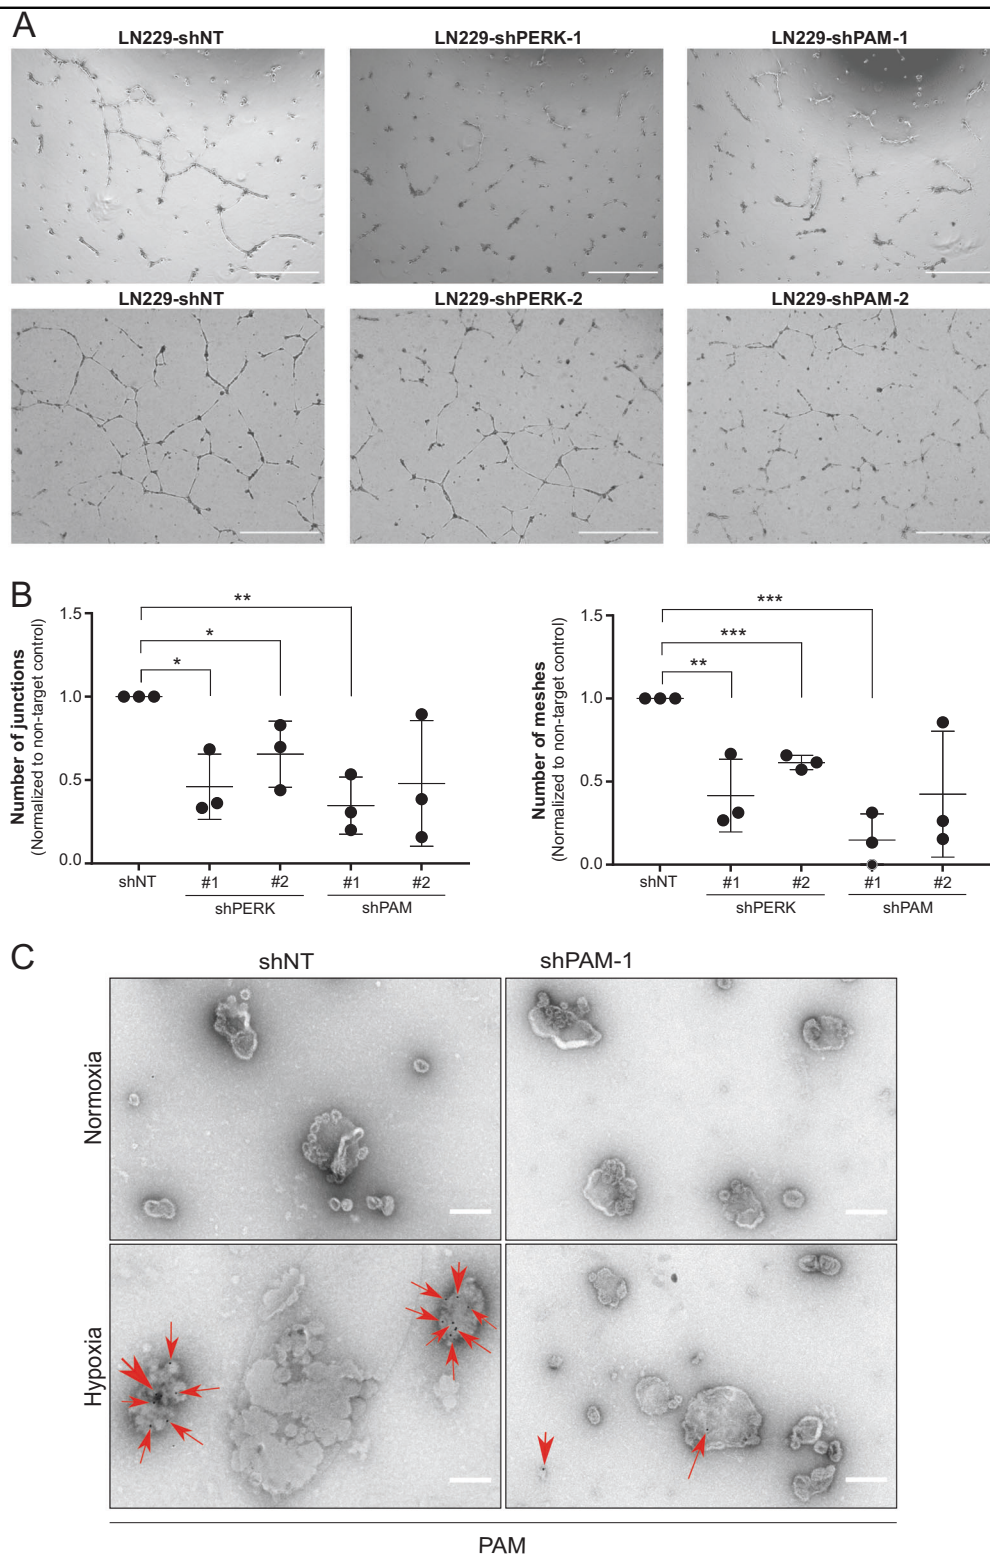 A
LN229-shNT LN229-shPERK-1 LN229-shPAM-1
LN229-shNT LN229-shPERK-2 LN229-shPAM-2
B
Number of junctions
(Normalized to non-target control)
1.5
1.0
0.5
0.0
**
*
*
shNT #1 #2 #1 #2
shPERK shPAM
Number of meshes
(Normalized to non-target control)
1.5
1.0
0.5
0.0
***
***
**
shNT #1 #2 #1 #2
shPERK shPAM
C
shNT shPAM-1
Normoxia
Hypoxia
PAM